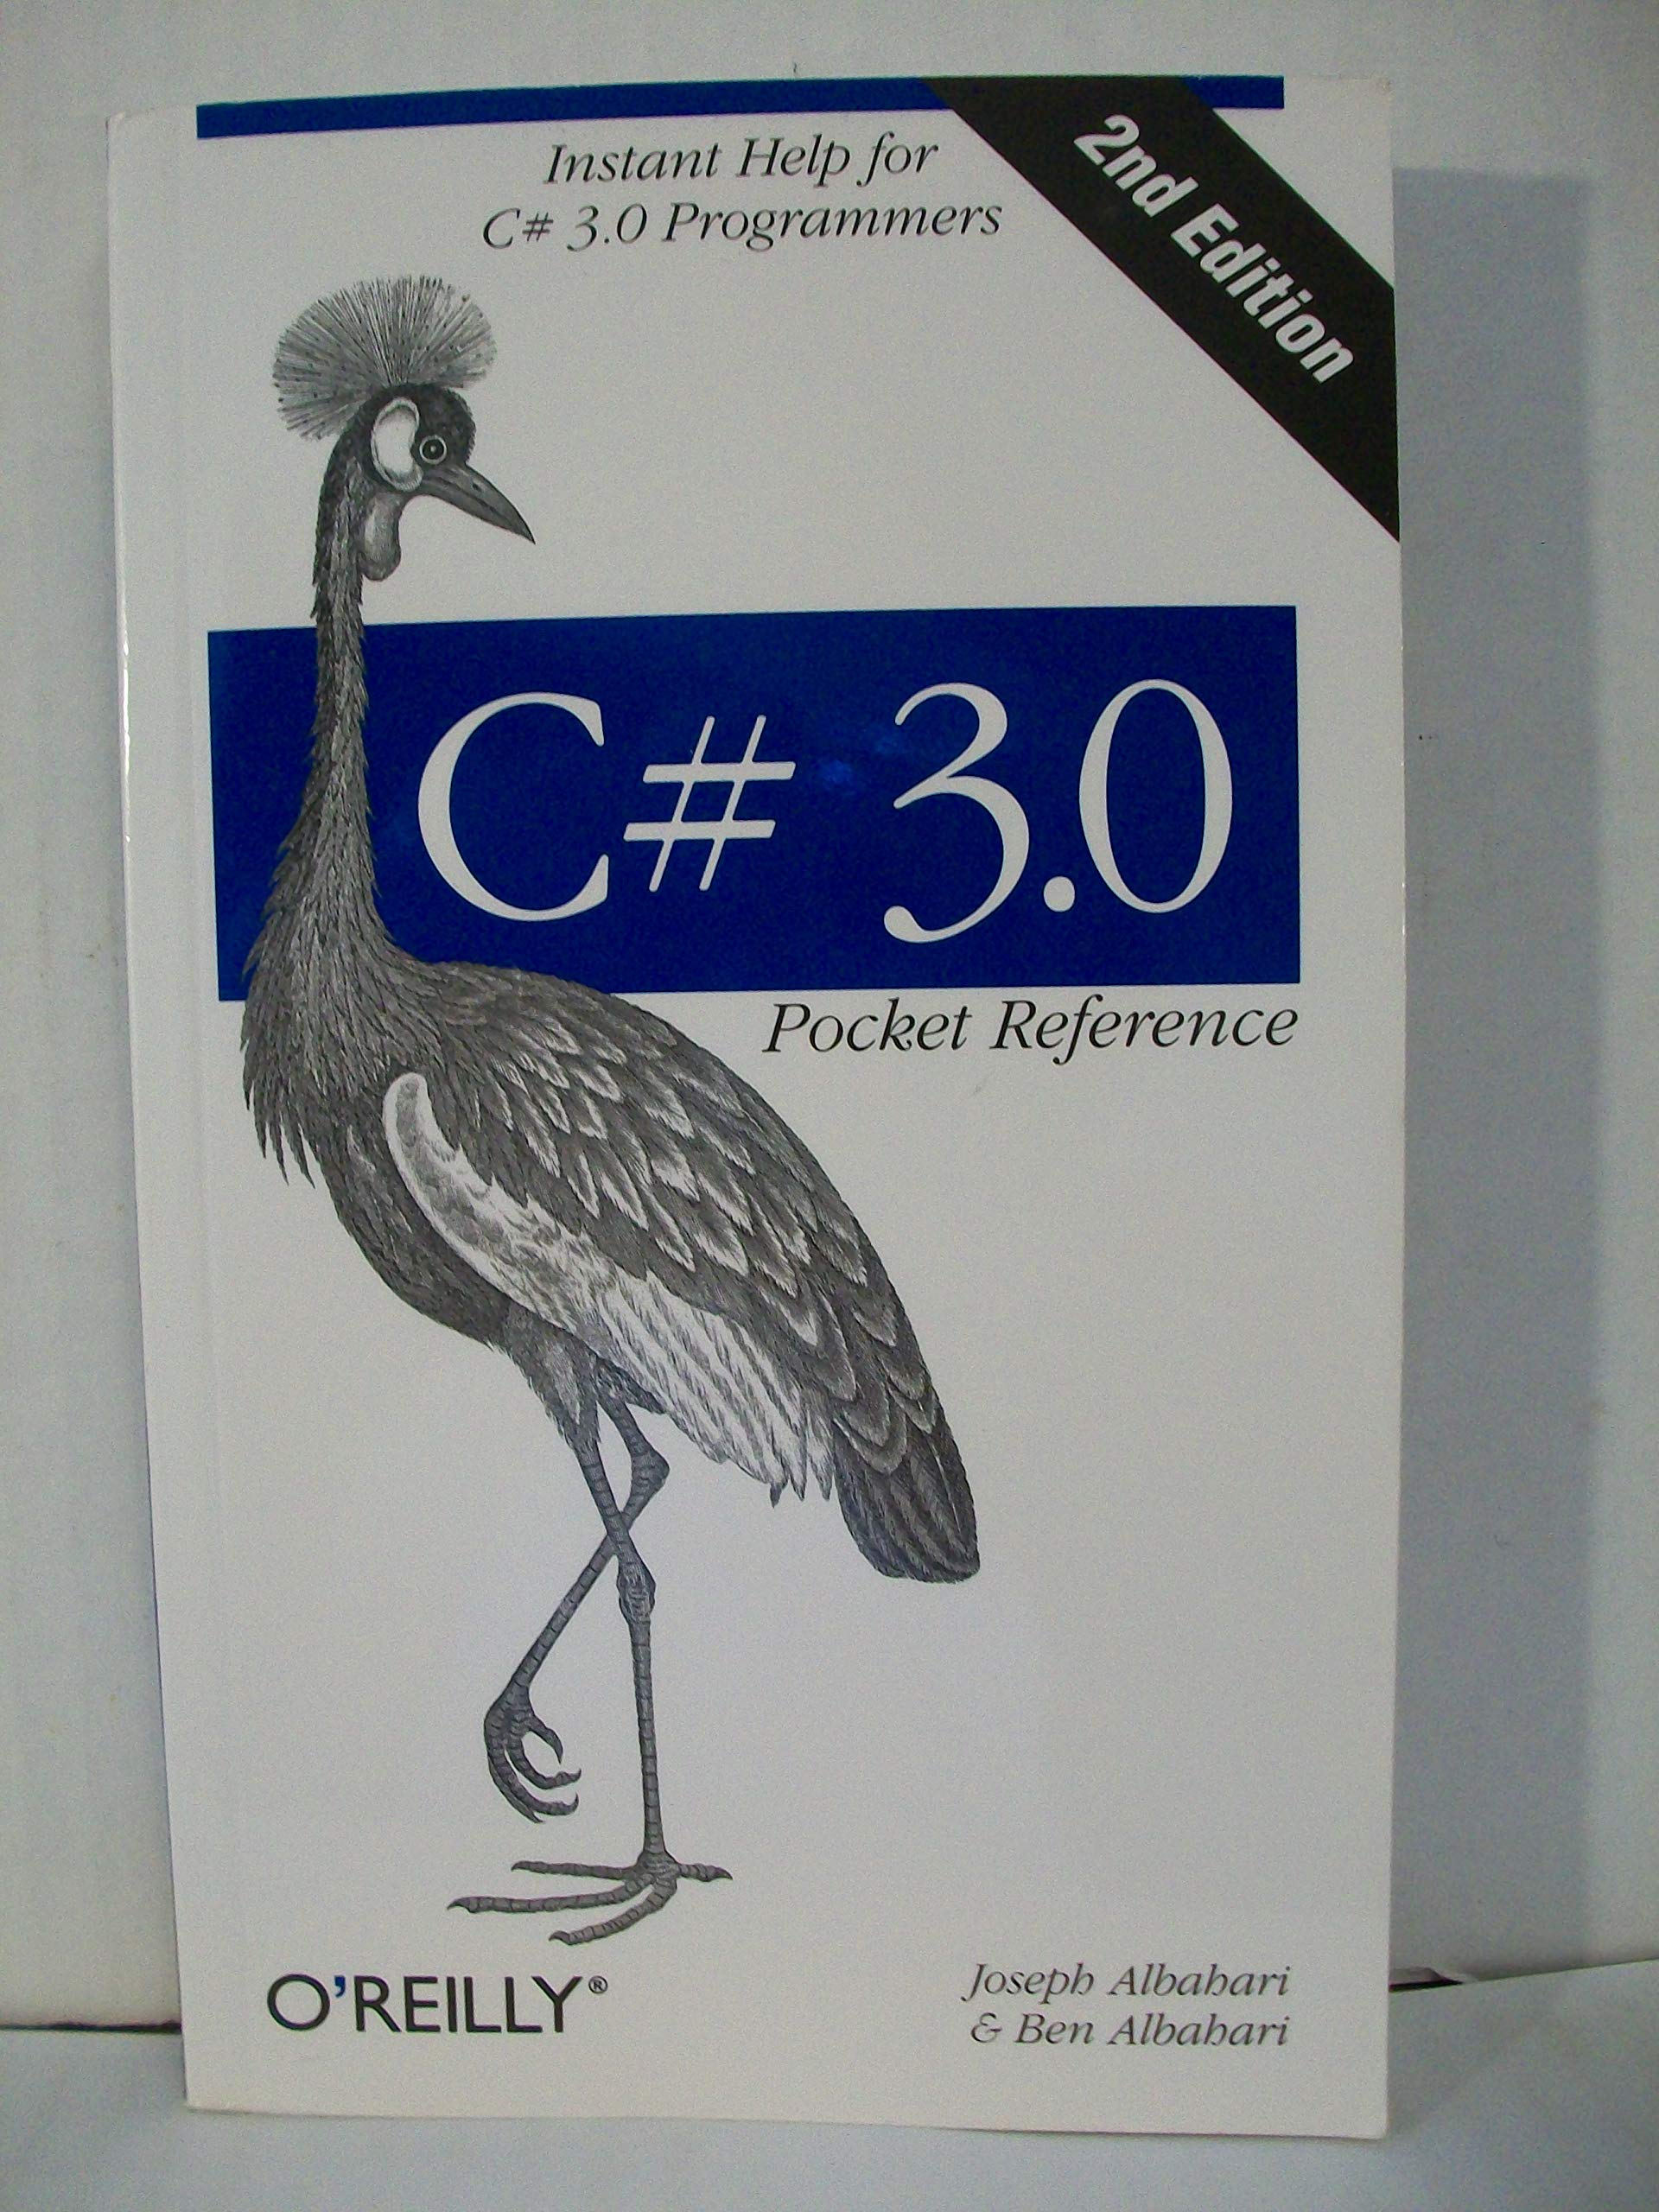 Instant Help for
C# 3.0 Programmers
2nd Edition
C# 3.0
Pocket Reference
O'REILLY®
Joseph Albahari
& Ben Albahari